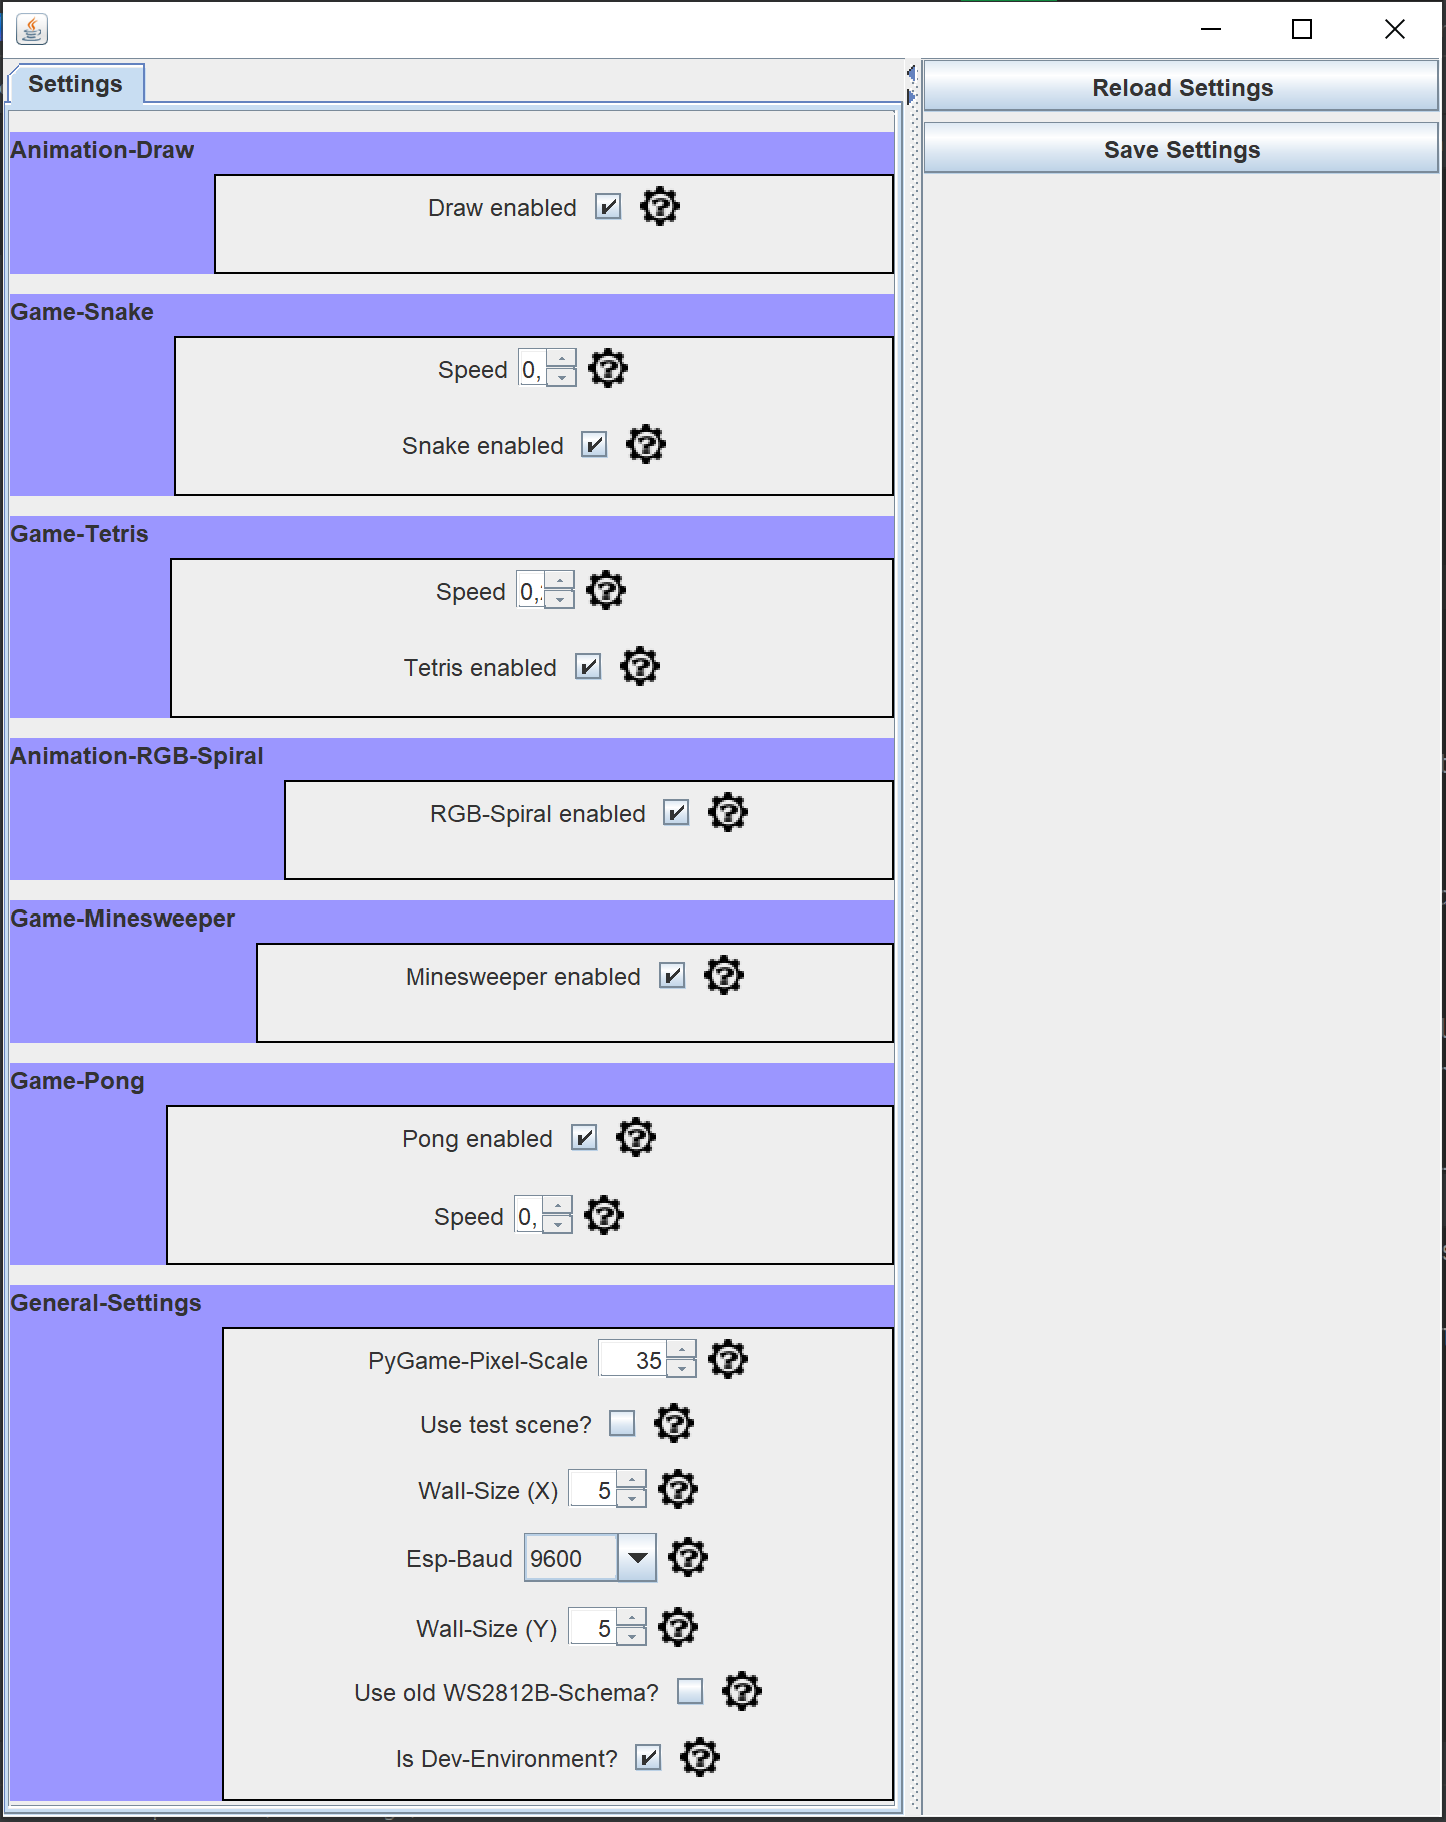 Settings
Reload Settings
Save Settings
Animation-Draw
Draw enabled
Game-Snake
Speed 0,
Snake enabled
Game-Tetris
Speed 0,
Tetris enabled
Animation-RGB-Spiral
RGB-Spiral enabled
Game-Minesweeper
Minesweeper enabled
Game-Pong
Pong enabled
Speed 0,
General-Settings
PyGame-Pixel-Scale 35
Use test scene?
Wall-Size (X) 5
Esp-Baud 9600
Wall-Size (Y) 5
Use old WS2812B-Schema?
Is Dev-Environment?